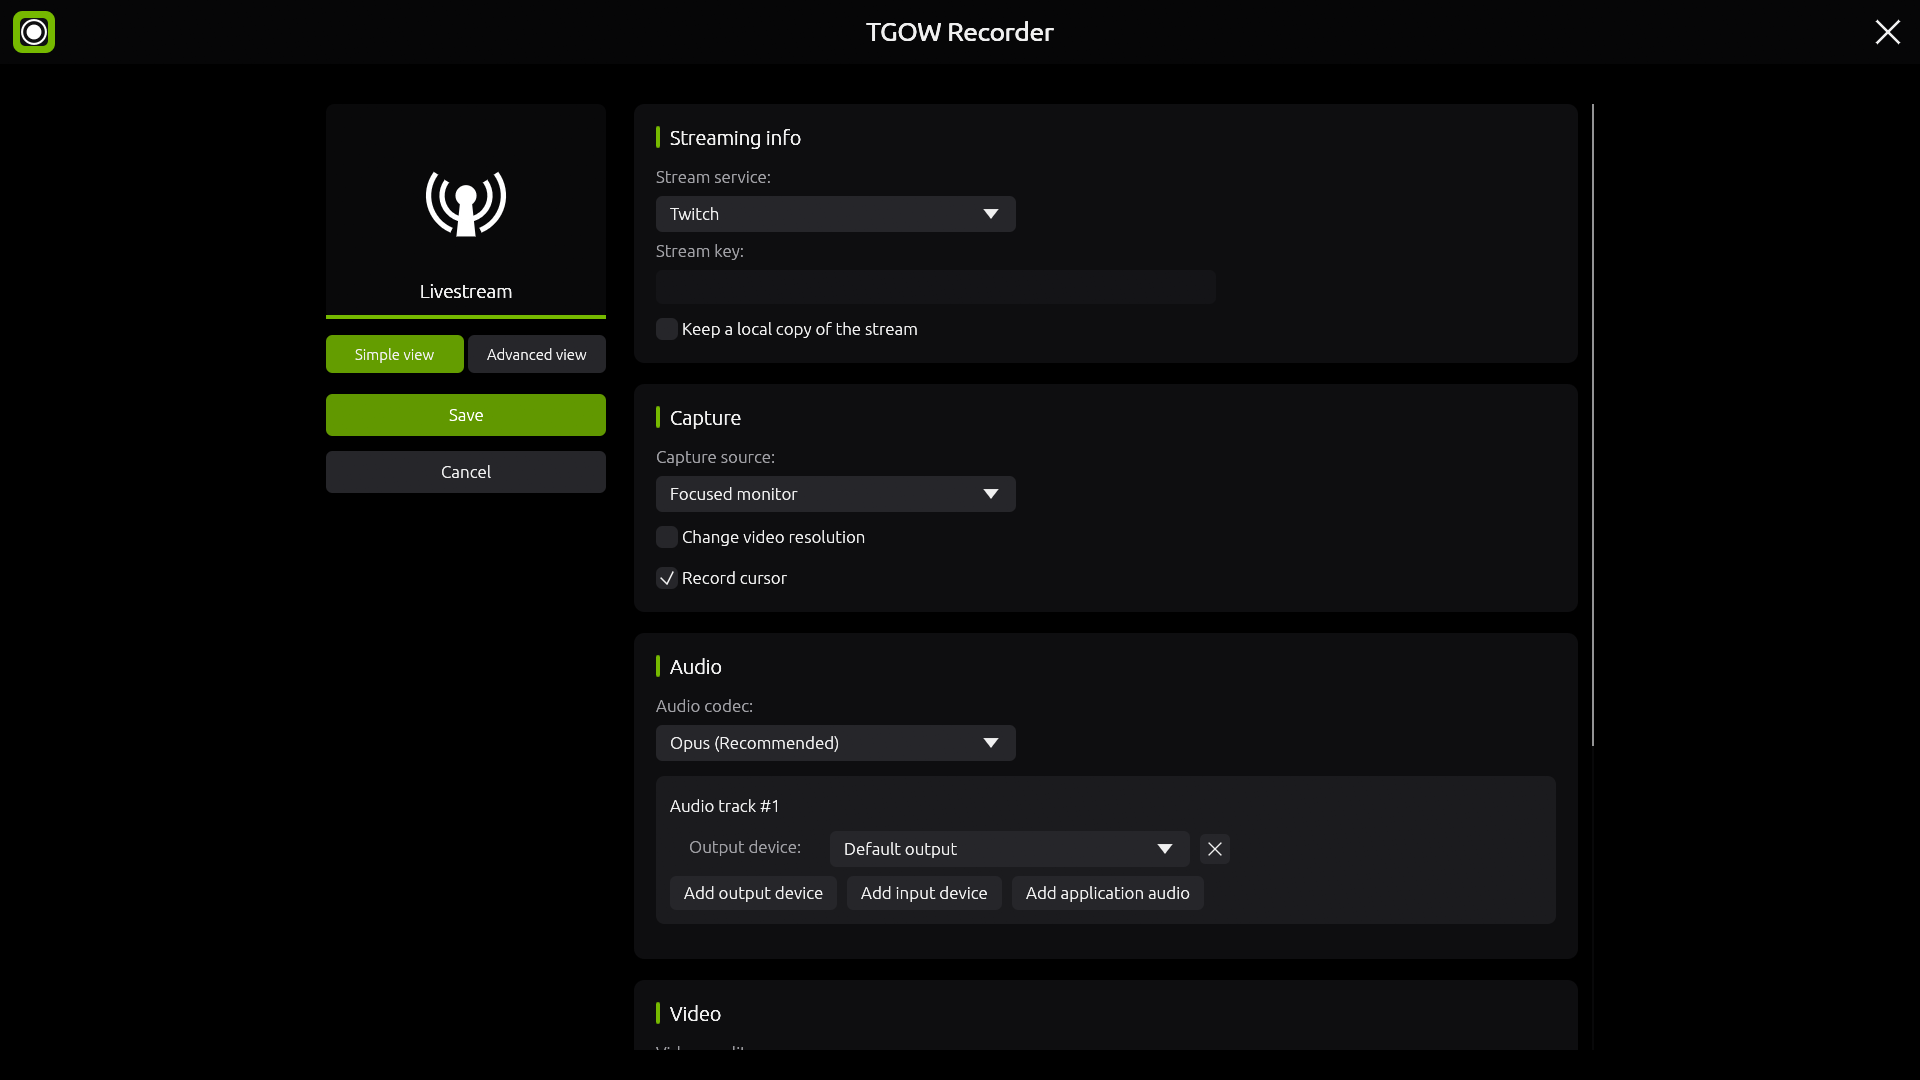 TGOW Recorder
Livestream
Simple view
Advanced view
Save
Cancel
Streaming info
Stream service:
Twitch
Stream key:
Keep a local copy of the stream
Capture
Capture source:
Focused monitor
Change video resolution
Record cursor
Audio
Audio codec:
Opus (Recommended)
Audio track #1
Output device:
Default output
Add output device
Add input device
Add application audio
Video